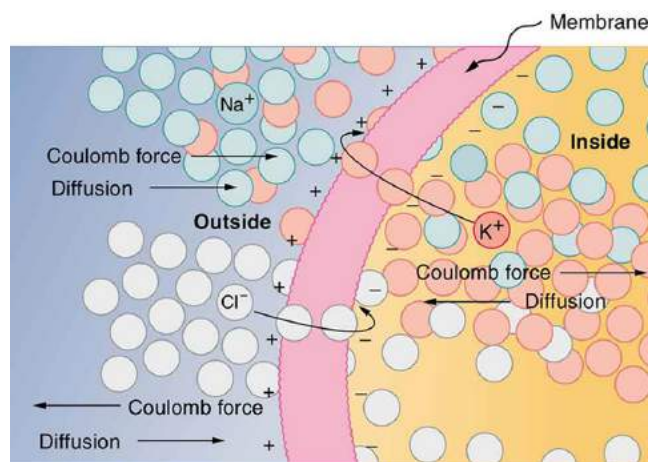 Membrane
Na+
Inside
Coulomb force
Diffusion
Outside
K+
Coulomb force
Diffusion
Cl−
Coulomb force
Diffusion